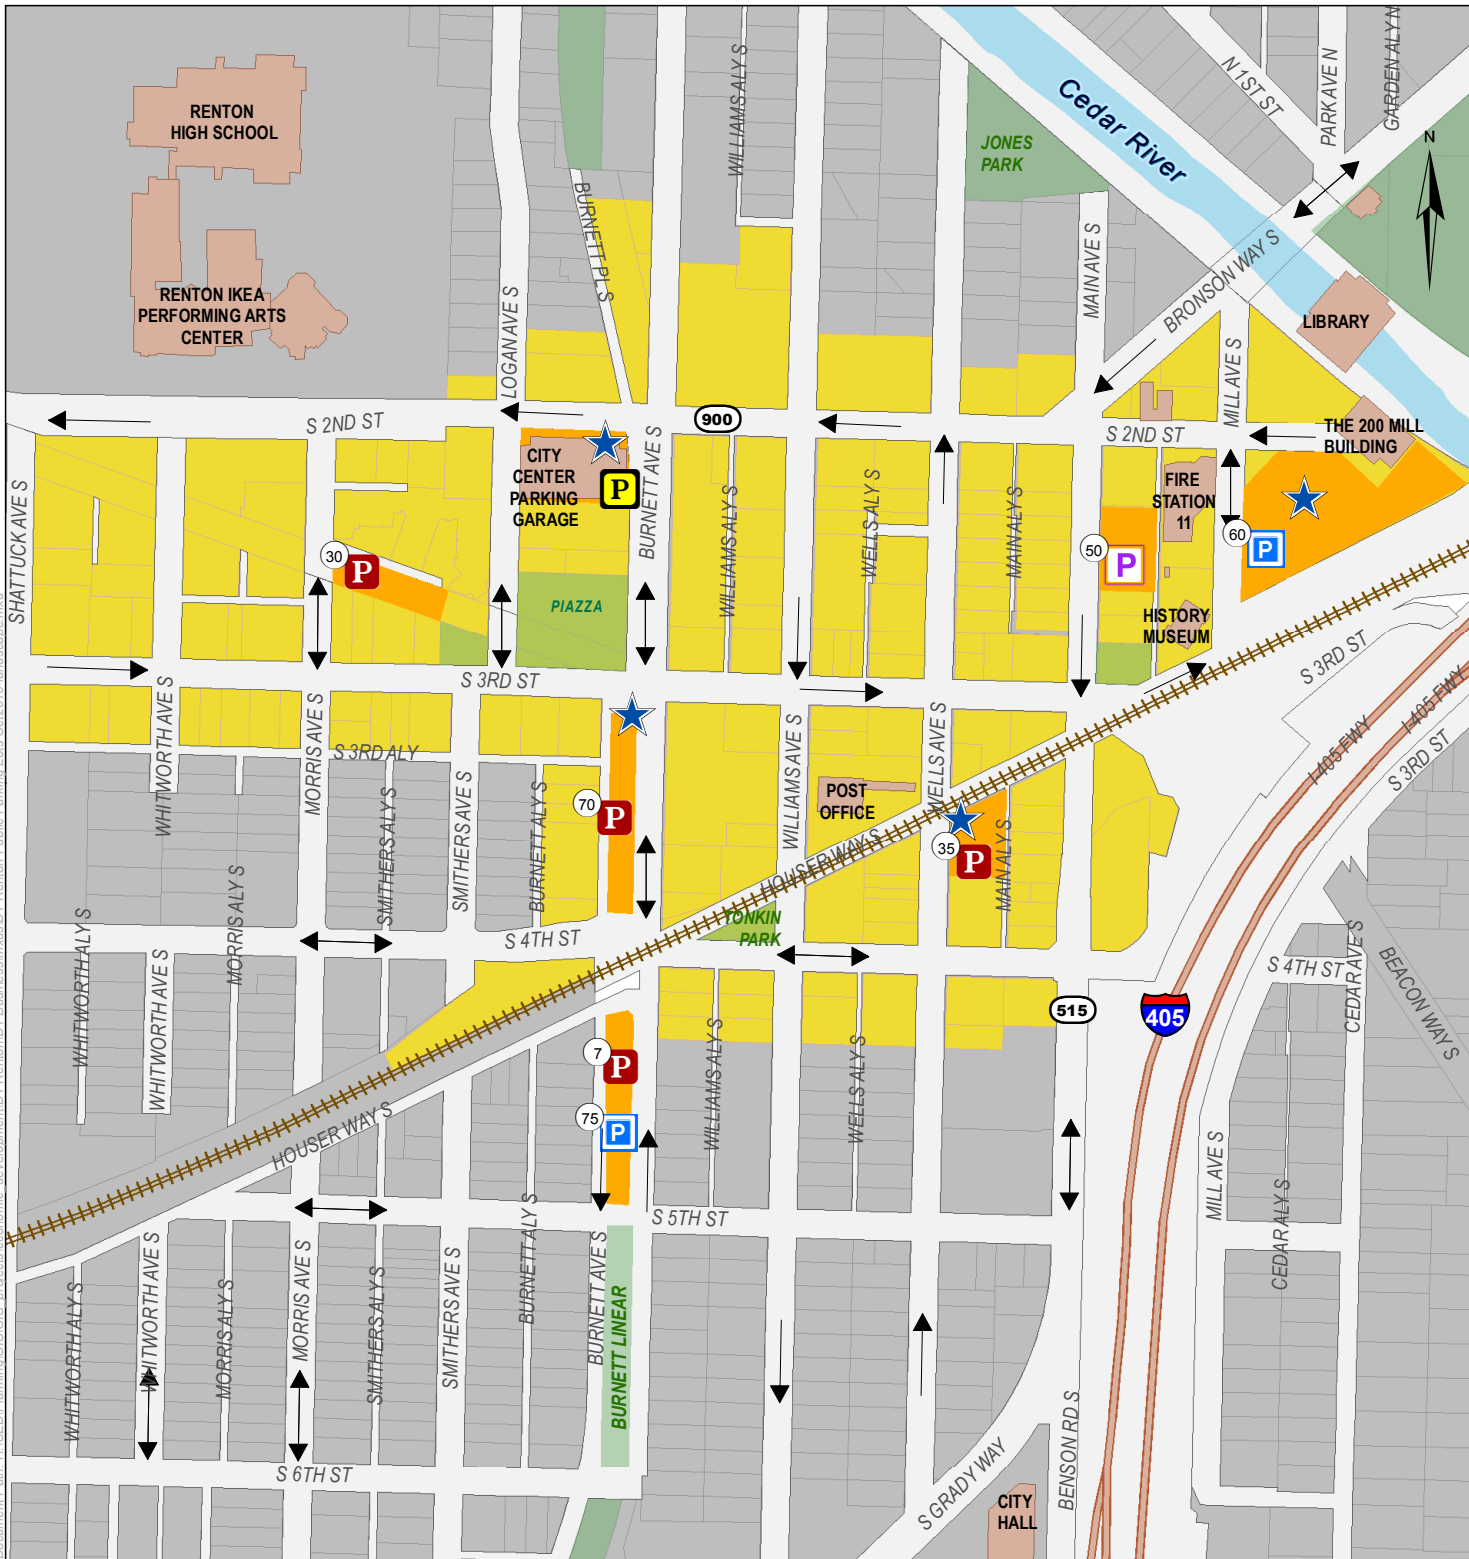 RENTON
HIGH SCHOOL
RENTON IKEA
PERFORMING ARTS
CENTER
LOGAN AVE S
BURNETT PL S
WILLIAMS ALY S
JONES
PARK
Cedar River
N 1ST ST
PARK AVE N
GARDEN ALY N
N
MAIN AVE S
BRONSON WAY S
LIBRARY
MILL AVE S
S 2ND ST
900
S 2ND ST
THE 200 MILL
BUILDING
SHATTUCK AVE S
CITY
CENTER
PARKING
GARAGE
P
BURNETT AVE S
WILLIAMS ALY S
WELLS ALY S
MAIN ALY S
FIRE
STATION
11
50
P
60
P
30
P
PIAZZA
HISTORY
MUSEUM
S 3RD ST
S 3RD ST
I-405 FWY
I-405 FWY
S 3RD ST
WHITWORTH AVE S
MORRIS AVE S
S 3RD ALY
SMITHERS ALY S
SMITHERS AVE S
BURNETT ALY S
70
P
WILLIAMS AVE S
POST
OFFICE
WELLS AVE S
HOUSER WAY S
35
P
MAIN ALY S
TONKIN
PARK
S 4TH ST
WHITWORTH ALY S
WHITWORTH AVE S
MORRIS ALY S
S 4TH ST
CEDAR AVE S
BEACON WAY S
515
405
7
P
75
P
WILLIAMS ALY S
WELLS ALY S
HOUSER WAY S
S 5TH ST
MILL AVE S
CEDAR ALY S
WHITWORTH ALY S
WHITWORTH AVE S
MORRIS ALY S
MORRIS AVE S
SMITHERS ALY S
SMITHERS AVE S
BURNETT ALY S
BURNETT AVE S
BURNETT LINEAR
S 6TH ST
S GRADY WAY
BENSON RD S
CITY
HALL